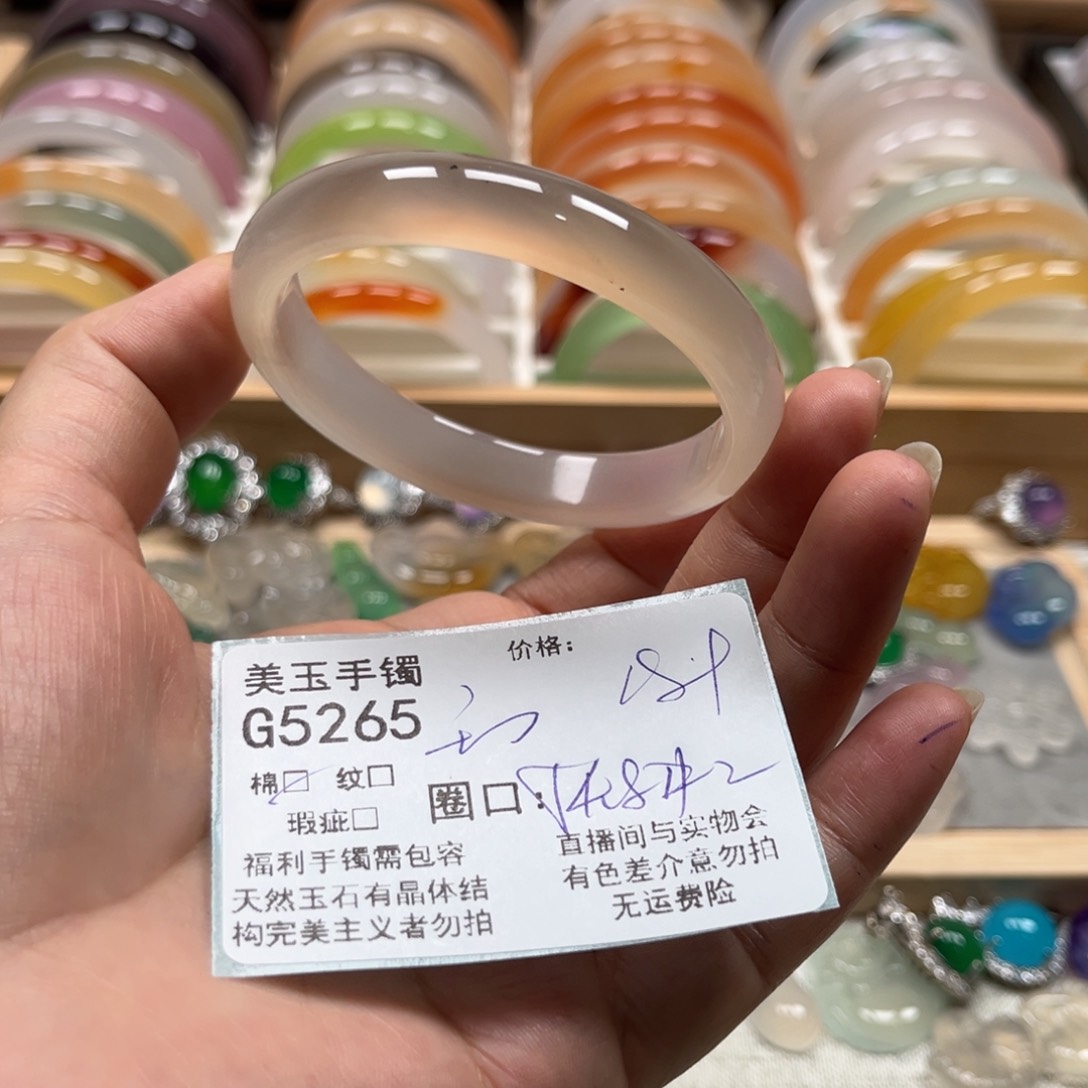 价格：
美玉手镯
G5265
棉□ 纹□
瑕疵□
圈口：
福利手镯需包容
天然玉石有晶体结
构完美主义者勿拍
直播间与实物会
有色差介意勿拍
无运费险